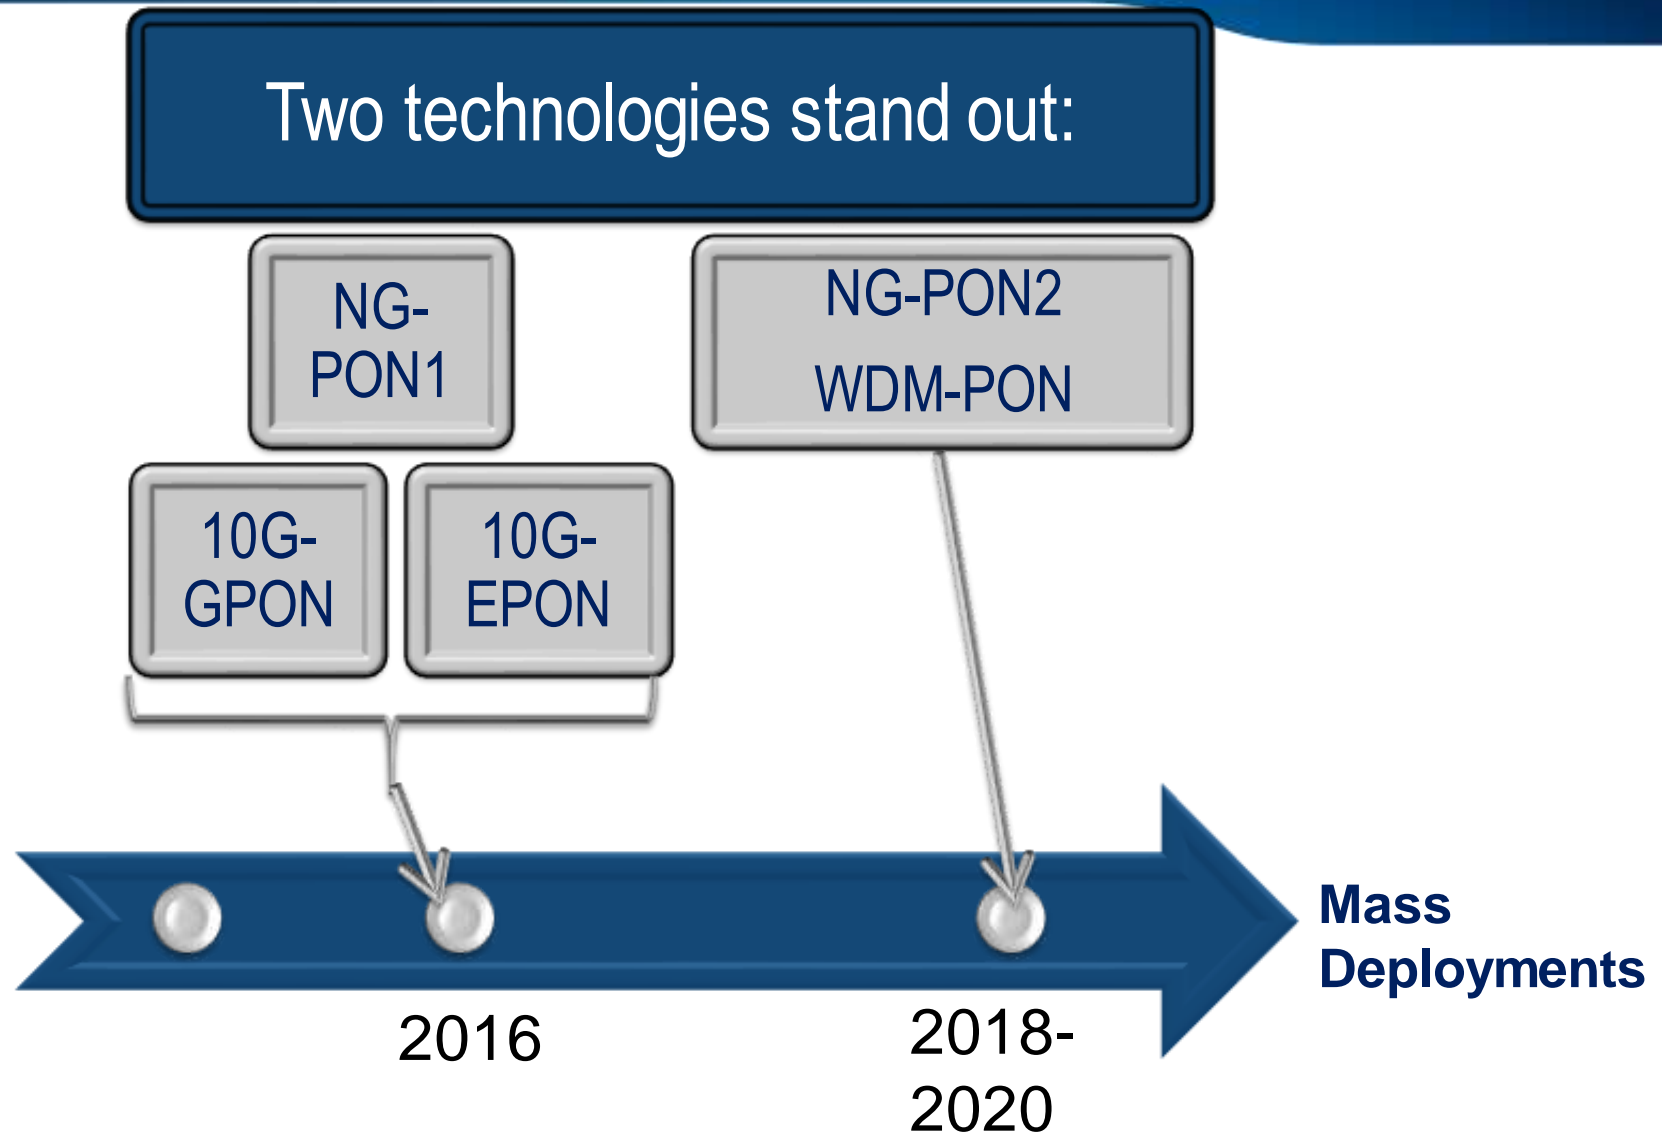 Two technologies stand out:
NG-
PON1
NG-PON2
WDM-PON
10G-
GPON
10G-
EPON
Mass
Deployments
2016
2018-
2020